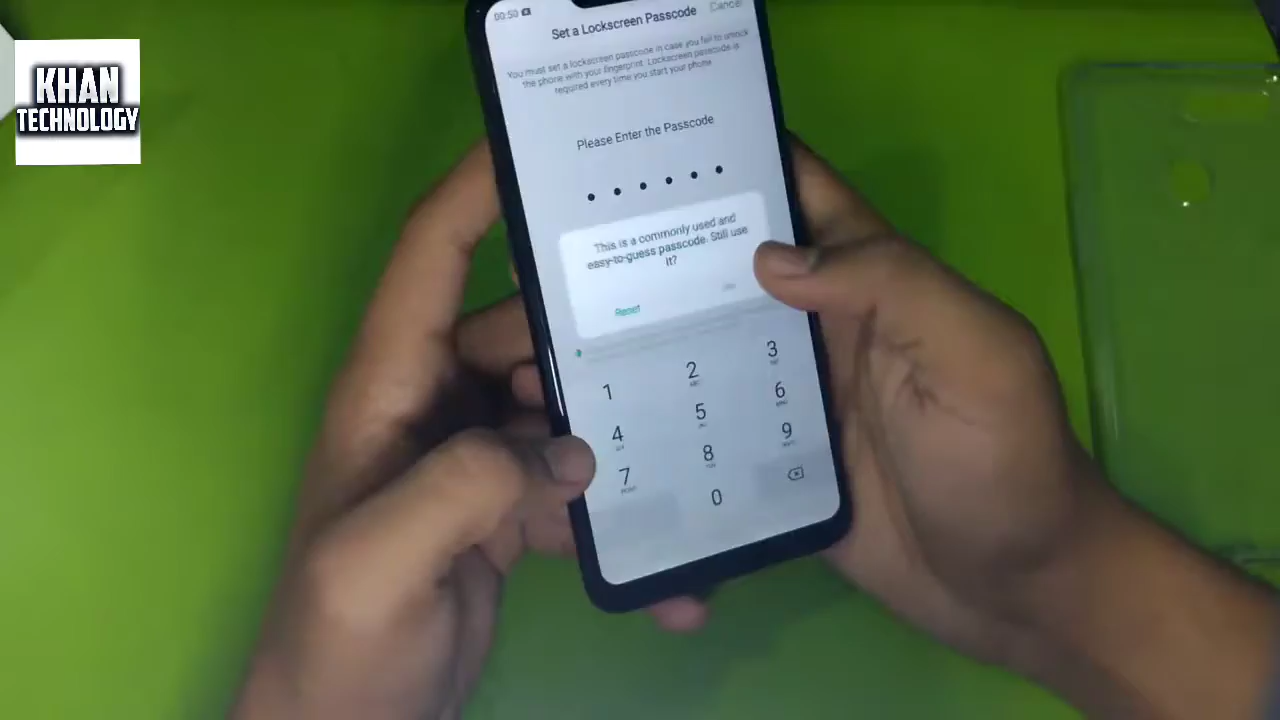 KHAN
TECHNOLOGY
00:50
Set a Lockscreen Passcode
Cancel
You must set a lockscreen passcode in case you fail to unlock
the phone with your fingerprint. Lockscreen passcode is
required every time you start your phone
Please Enter the Passcode
This is a commonly used and
easy-to-guess passcode. Still use
it?
Reset
1
2
ABC
3
4
5
6
7
8
9
0